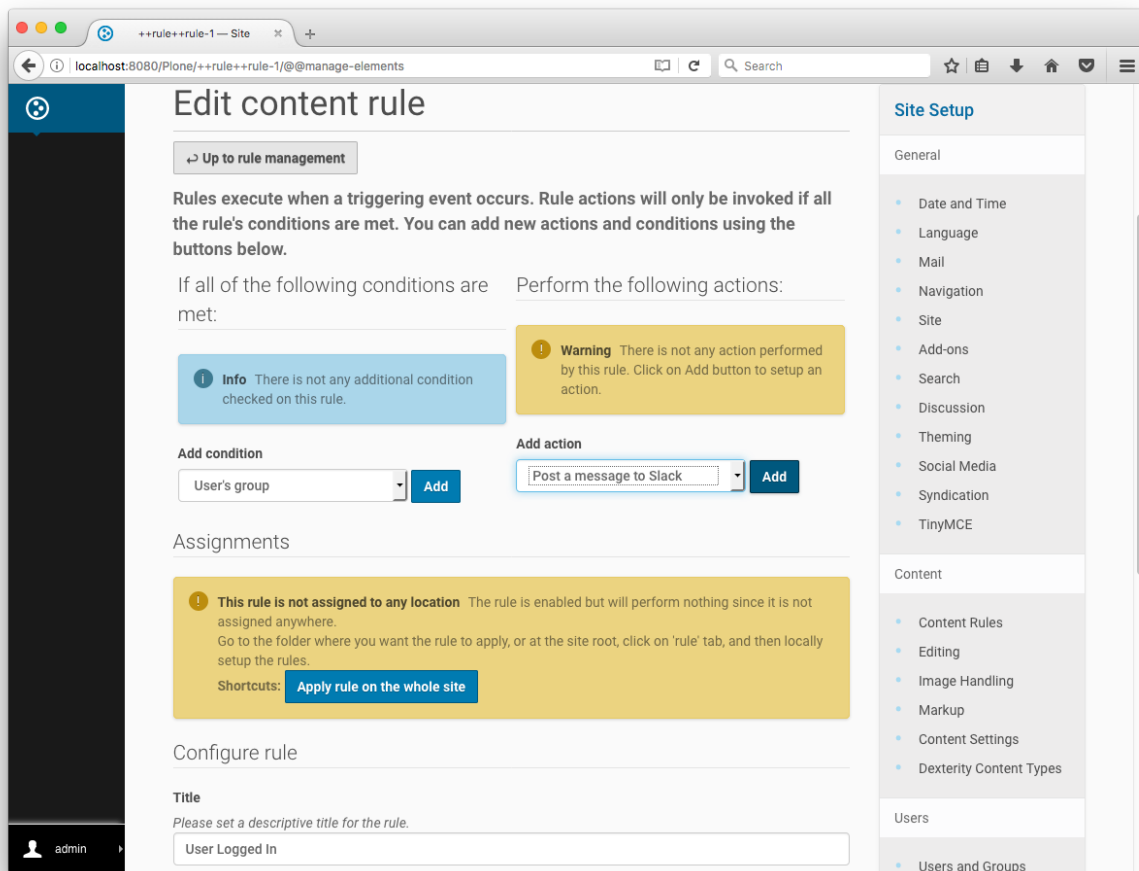 ++rule++rule-1 — Site
localhost:8080/Plone/++rule++rule-1/@@manage-elements
Search
Edit content rule
Up to rule management
Rules execute when a triggering event occurs. Rule actions will only be invoked if all
the rule's conditions are met. You can add new actions and conditions using the
buttons below.
If all of the following conditions are
met:
Info There is not any additional condition
checked on this rule.
Add condition
User's group
Add
Perform the following actions:
Warning There is not any action performed
by this rule. Click on Add button to setup an
action.
Add action
Post a message to Slack
Add
Assignments
This rule is not assigned to any location The rule is enabled but will perform nothing since it is not
assigned anywhere.
Go to the folder where you want the rule to apply, or at the site root, click on 'rule' tab, and then locally
setup the rules.
Shortcuts: Apply rule on the whole site
Configure rule
Title
Please set a descriptive title for the rule.
User Logged In
admin
Site Setup
General
Date and Time
Language
Mail
Navigation
Site
Add-ons
Search
Discussion
Theming
Social Media
Syndication
TinyMCE
Content
Content Rules
Editing
Image Handling
Markup
Content Settings
Dexterity Content Types
Users
Users and Groups